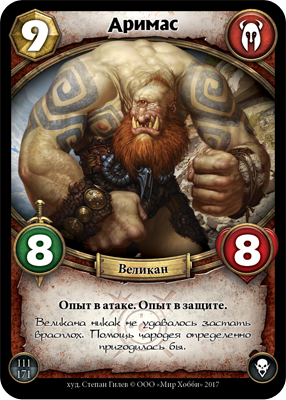 9
Аримас
8
Великан
8
Опыт в атаке. Опыт в защите.
Великана никак не удавалось застать
врасплох. Помощь чародея определенно
пригодилась бы.
111
171
худ. Степан Гилев © ООО «Мир Хобби» 2017